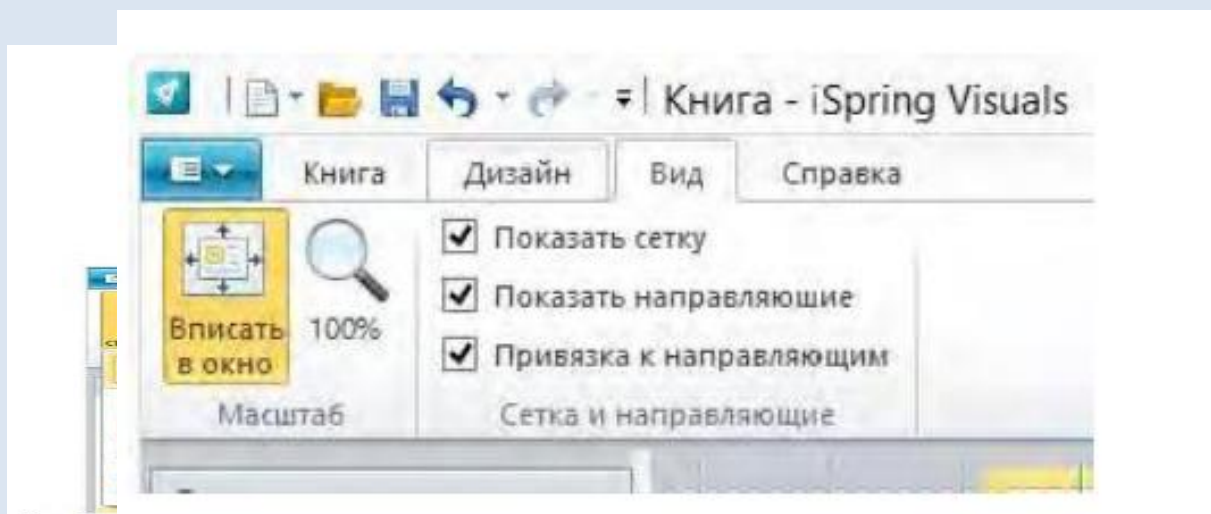 Книга - iSpring Visuals
Книга Дизайн Вид Справка
Показать сетку
Показать направляющие
Привязка к направляющим
Вписать в окно
100%
Масштаб
Сетка и направляющие